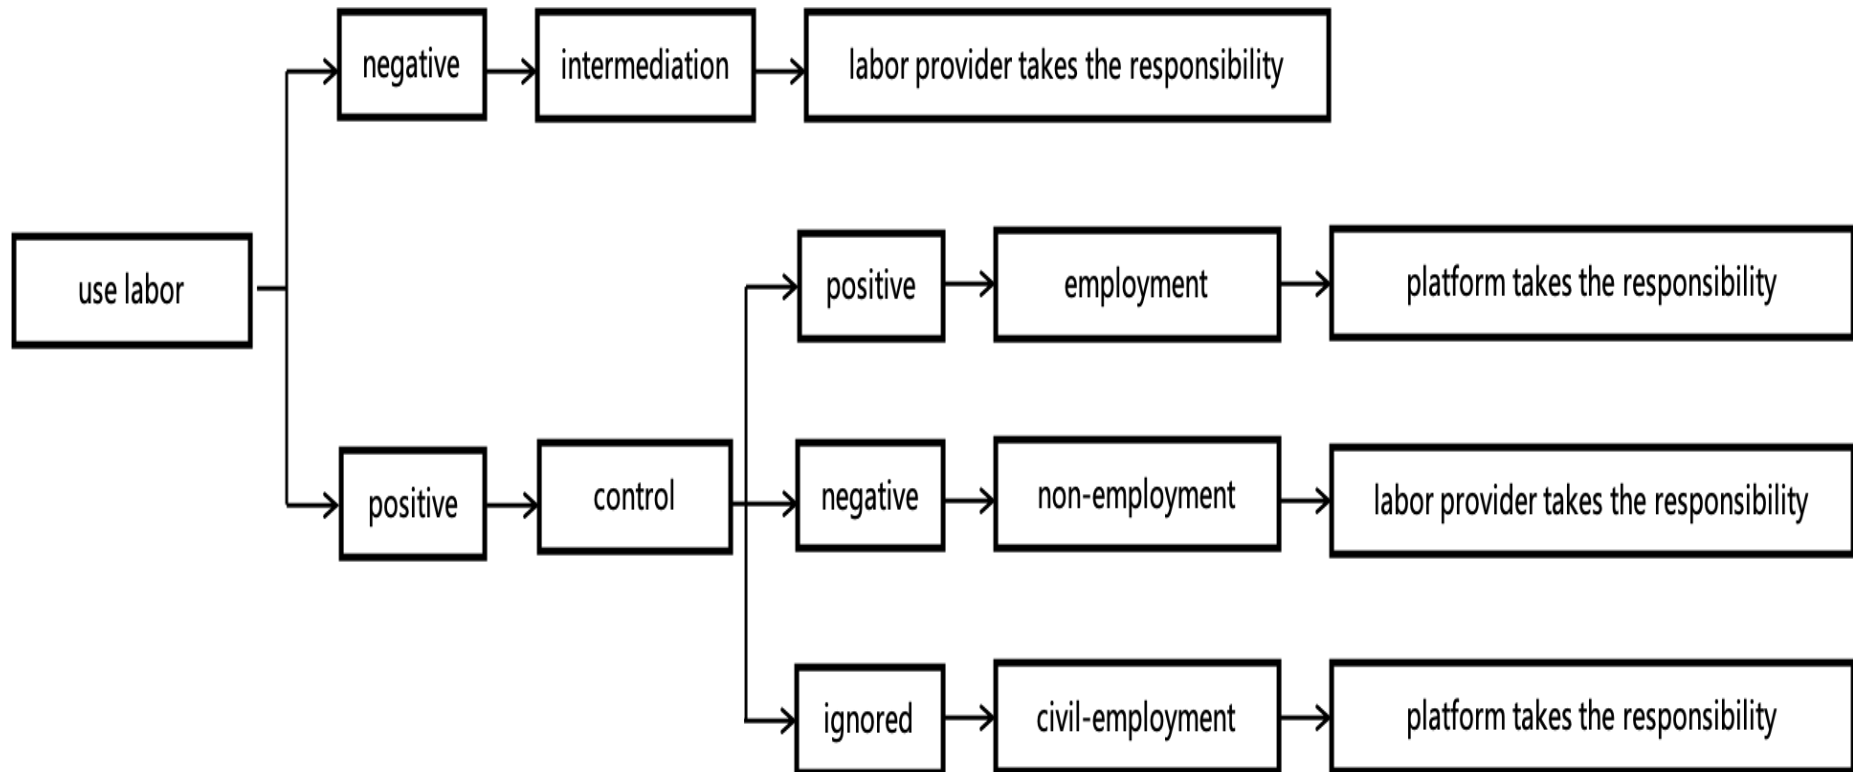 negative
intermediation
labor provider takes the responsibility
use labor
positive
control
positive
employment
platform takes the responsibility
negative
non-employment
labor provider takes the responsibility
ignored
civil-employment
platform takes the responsibility